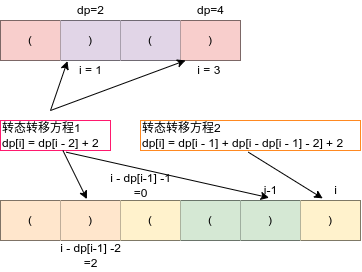 dp=2 dp=4
( ) ( )
i = 1 i = 3
转态转移方程1
dp[i] = dp[i - 2] + 2
转态转移方程2
dp[i] = dp[i - 1] + dp[i - dp[i - 1] - 2] + 2
i - dp[i-1] -1
=0
i-1 i
( ) ( ( ) )
i - dp[i-1] -2
=2